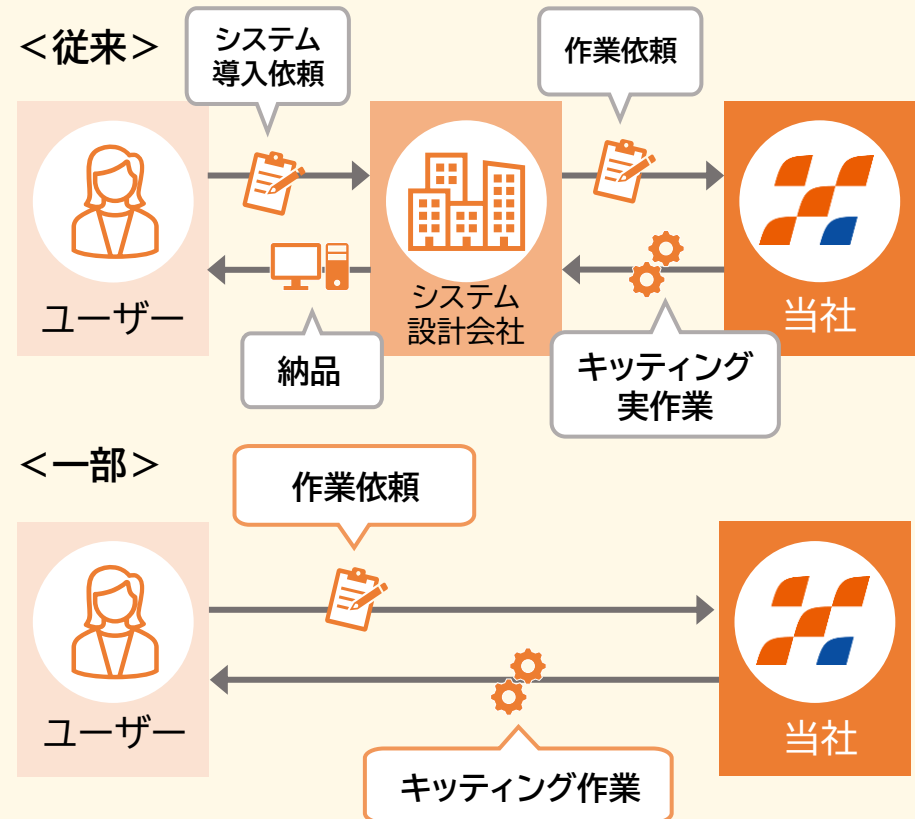 ＜従来＞
システム
導入依頼
作業依頼
ユーザー
システム
設計会社
当社
納品
キッティング
実作業
＜一部＞
作業依頼
ユーザー
当社
キッティング作業